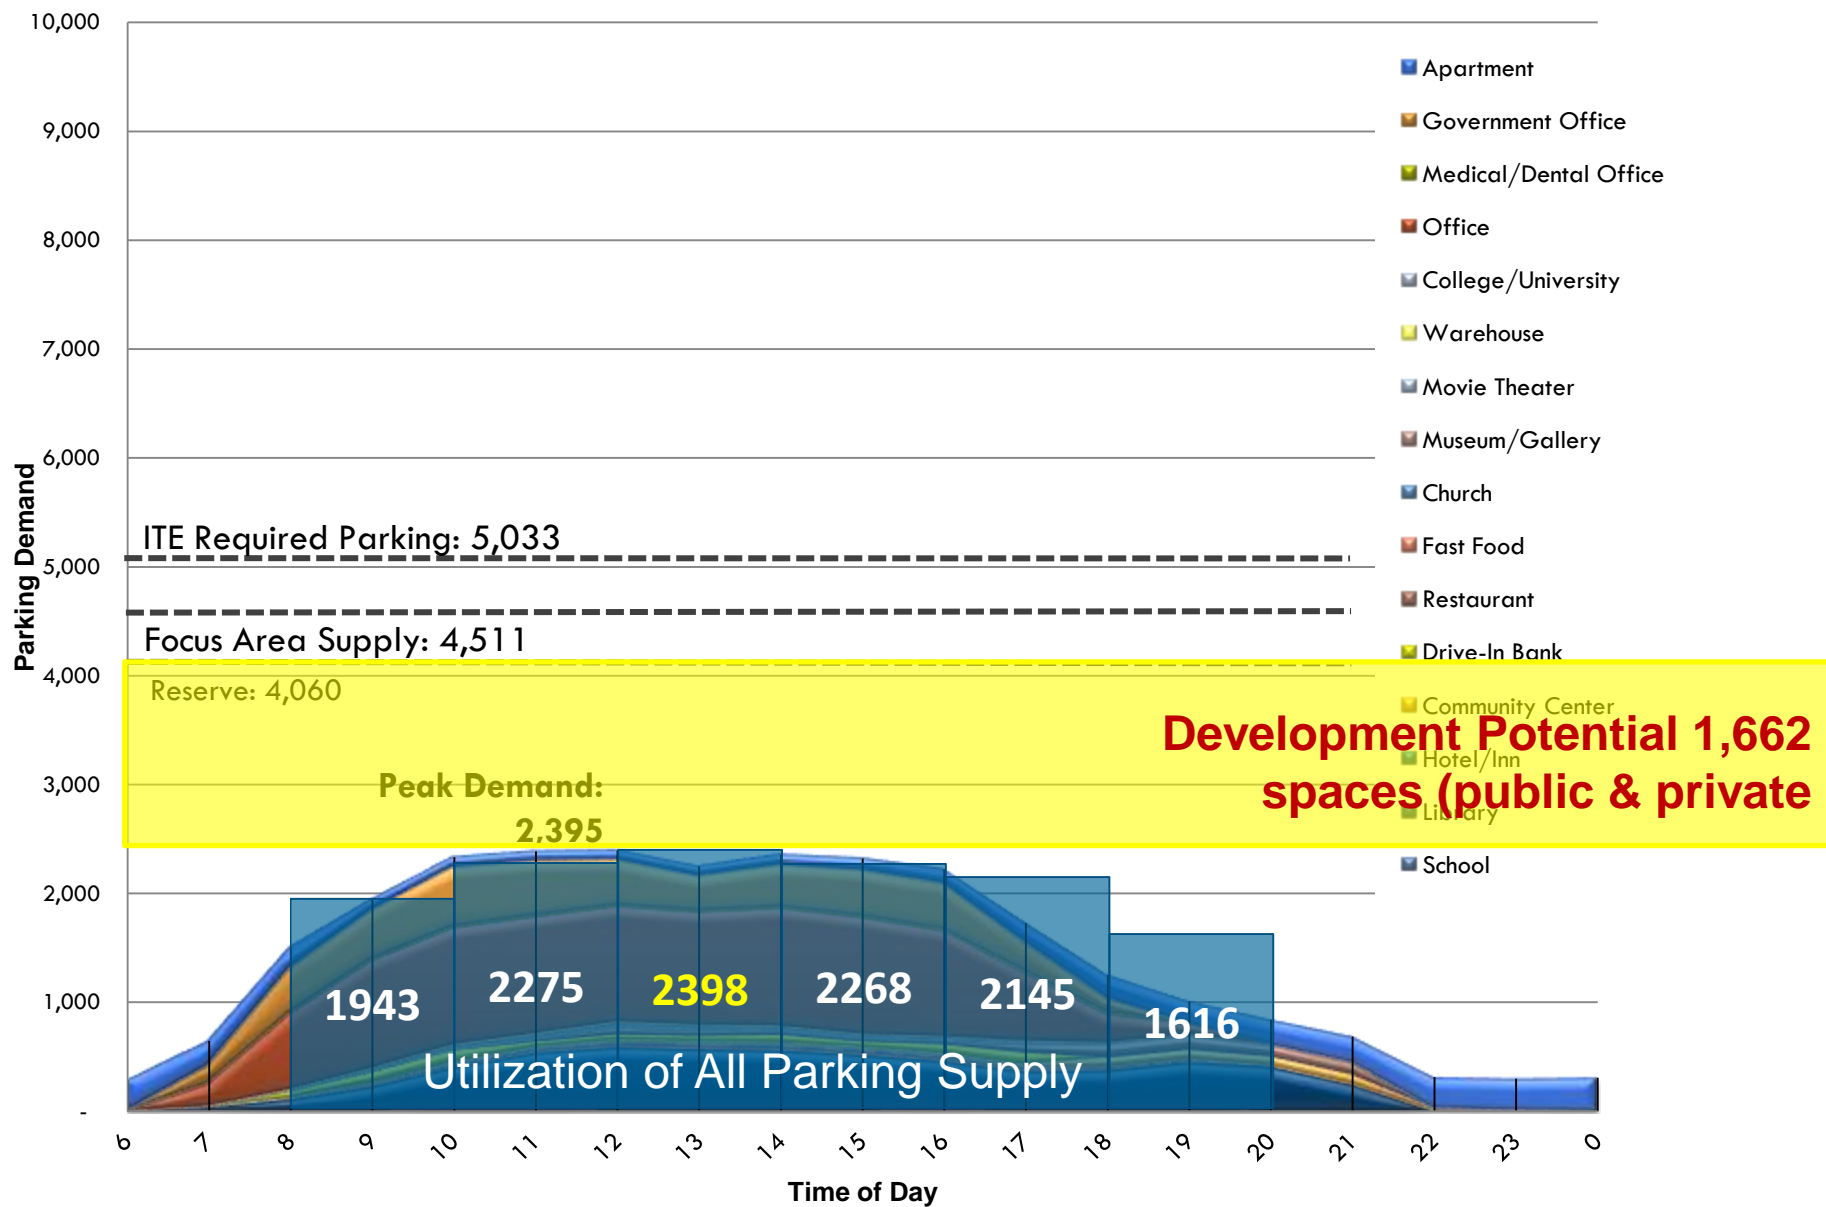 10,000
9,000
8,000
7,000
6,000
5,000
4,000
3,000
2,000
1,000
-
Parking Demand
ITE Required Parking: 5,033
Focus Area Supply: 4,511
Reserve: 4,060
Peak Demand:
2,395
Development Potential 1,662
spaces (public & private
1943
2275
2398
2268
2145
1616
Utilization of All Parking Supply
6 7 8 9 10 11 12 13 14 15 16 17 18 19 20 21 22 23 0
Time of Day
Apartment
Government Office
Medical/Dental Office
Office
College/University
Warehouse
Movie Theater
Museum/Gallery
Church
Fast Food
Restaurant
Drive-In Bank
Community Center
Hotel/Inn
Library
School